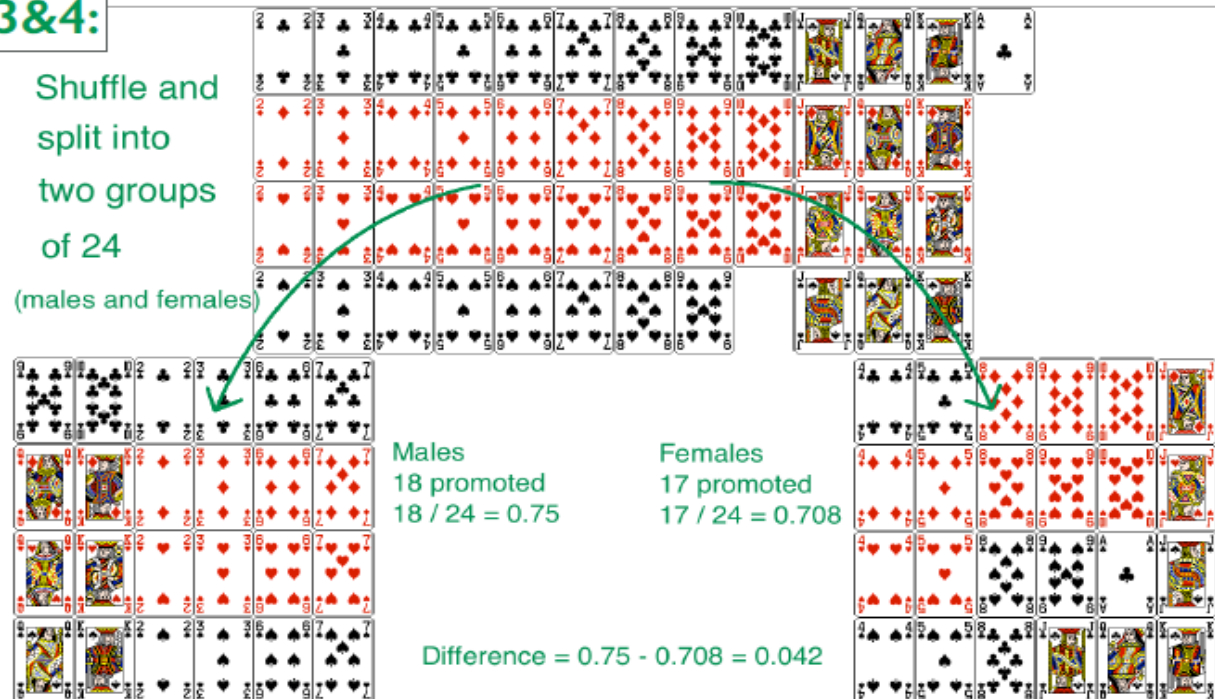 3&4:
Shuffle and
split into
two groups
of 24
(males and females)
Males
18 promoted
18 / 24 = 0.75
Females
17 promoted
17 / 24 = 0.708
Difference = 0.75 - 0.708 = 0.042